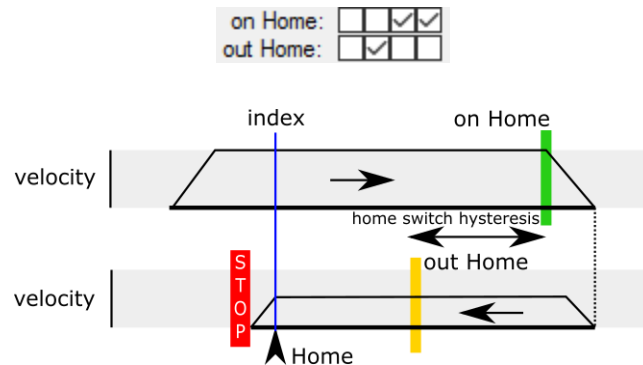 on Home:
out Home:
index
on Home
velocity
home switch hysteresis
out Home
STOP
velocity
Home